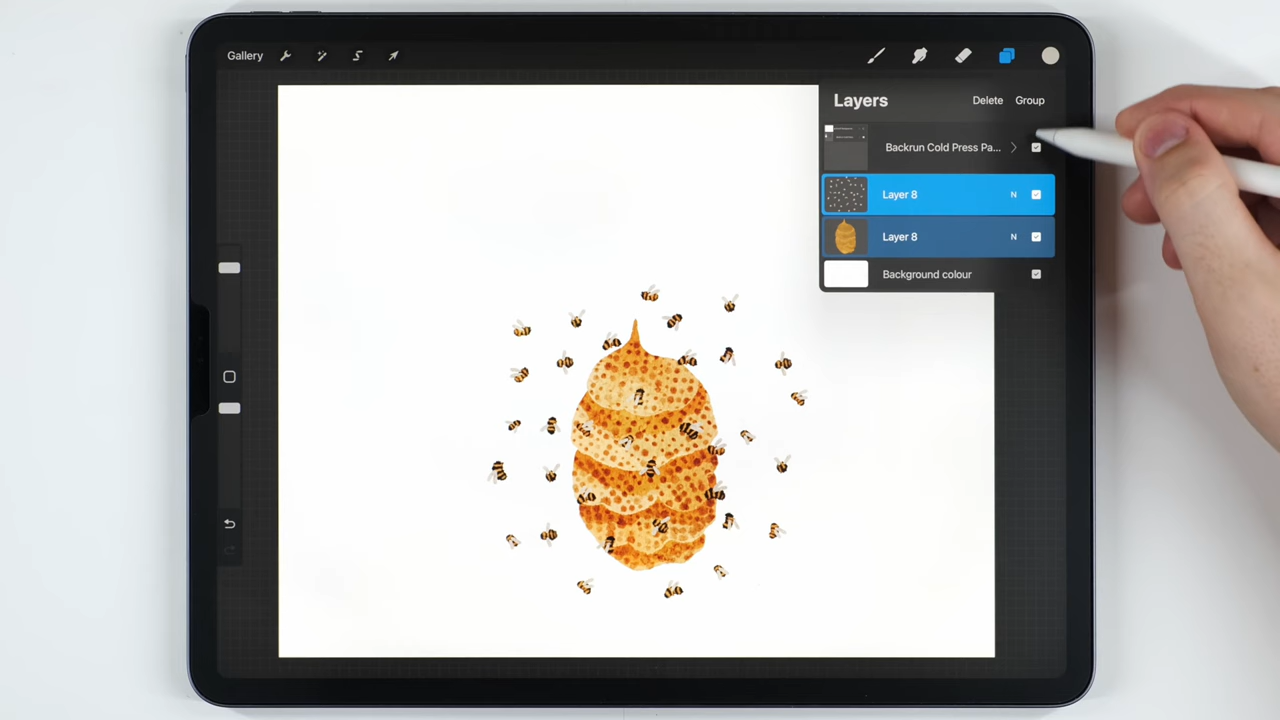 Gallery
Layers
Delete
Group
Backrun Cold Press Pa...
Layer 8
N
Layer 8
N
Background colour